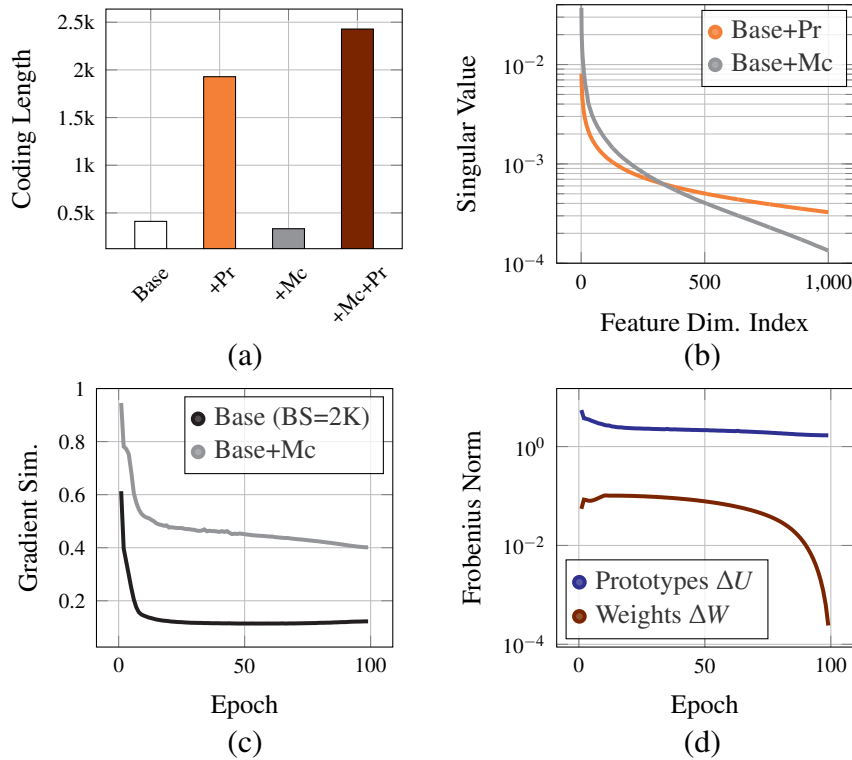 2.5k
2k
1.5k
1k
0.5k
Coding Length
Base
+Pr
+Mc
+Mc+Pr
(a)
10⁻²
10⁻³
10⁻⁴
Singular Value
Base+Pr
Base+Mc
0
500
1,000
Feature Dim. Index
(b)
1
0.8
0.6
0.4
0.2
Gradient Sim.
Base (BS=2K)
Base+Mc
0
50
100
Epoch
(c)
10⁰
10⁻²
10⁻⁴
Frobenius Norm
Prototypes ΔU
Weights ΔW
0
50
100
Epoch
(d)